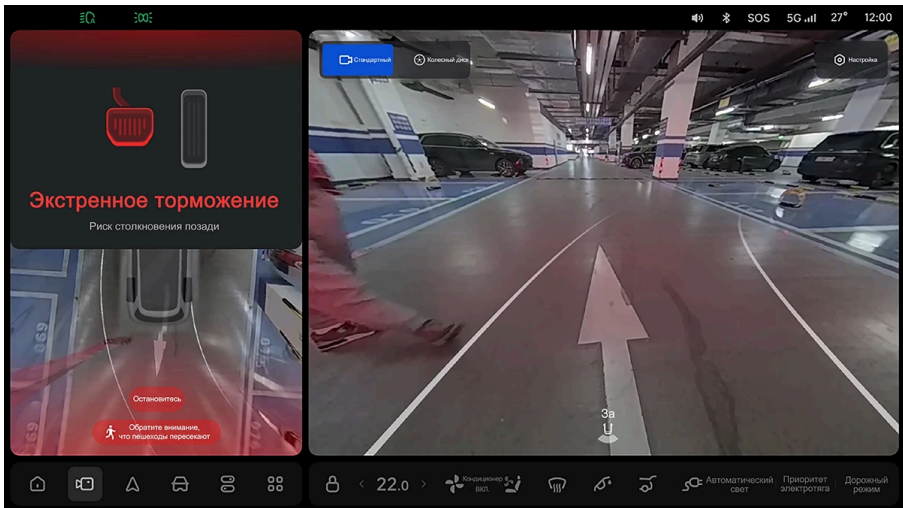 SOS
5G
27°
12:00
Экстренное торможение
Риск столкновения позади
Остановитесь
Обратите внимание,
что пешеходы пересекают
Стандартный
Колесный диск
Настройка
За
22.0
Кондиционер
вкл.
Автоматический
свет
Приоритет
электротяга
Дорожный
режим